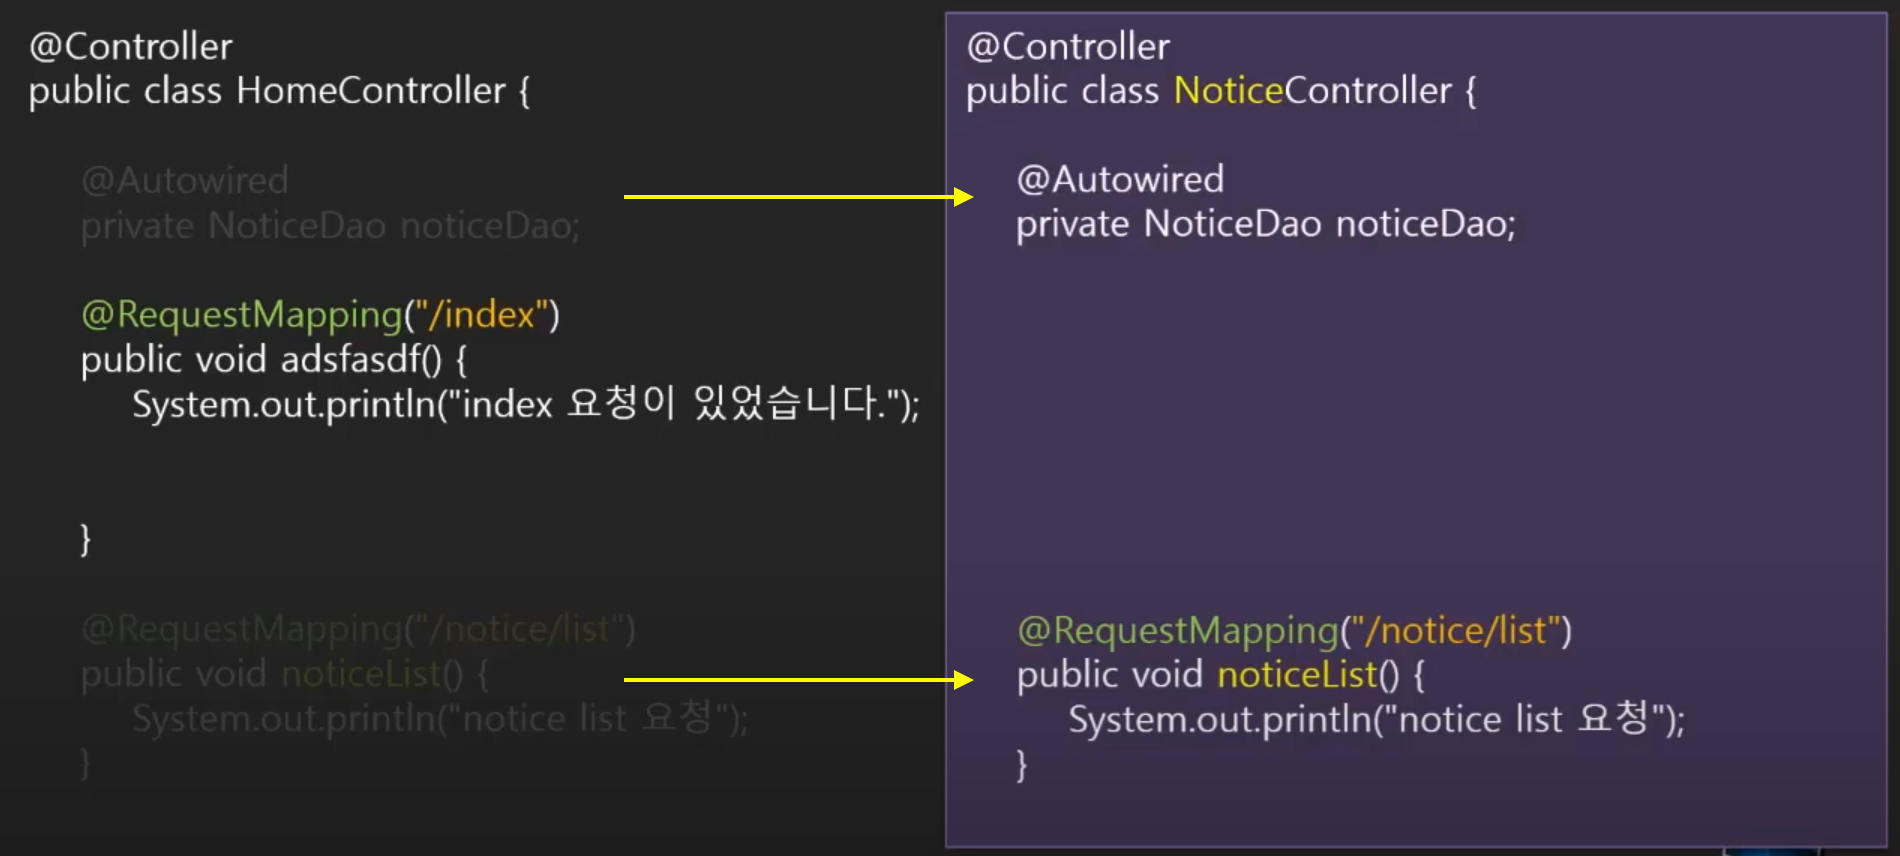 @Controller
public class HomeController {
@Autowired
private NoticeDao noticeDao;
@RequestMapping("/index")
public void adsfasdf() {
System.out.println("index 요청이 있었습니다.");
}
@RequestMapping("/notice/list")
public void noticeList() {
System.out.println("notice list 요청");
}
@Controller
public class NoticeController {
@Autowired
private NoticeDao noticeDao;
@RequestMapping("/notice/list")
public void noticeList() {
System.out.println("notice list 요청");
}